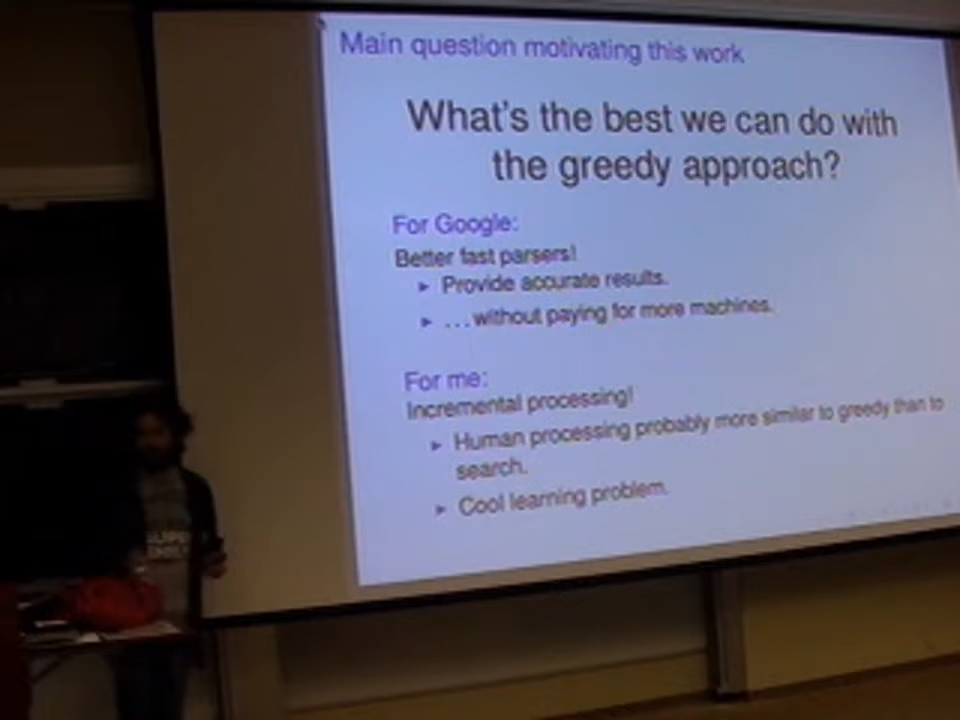 Main question motivating this work
What's the best we can do with
the greedy approach?
For Google:
Better fast parsers!
▸ Provide accurate results.
▸ ...without paying for more machines.
For me:
Incremental processing!
▸ Human processing probably more similar to greedy than to
search.
▸ Cool learning problem.